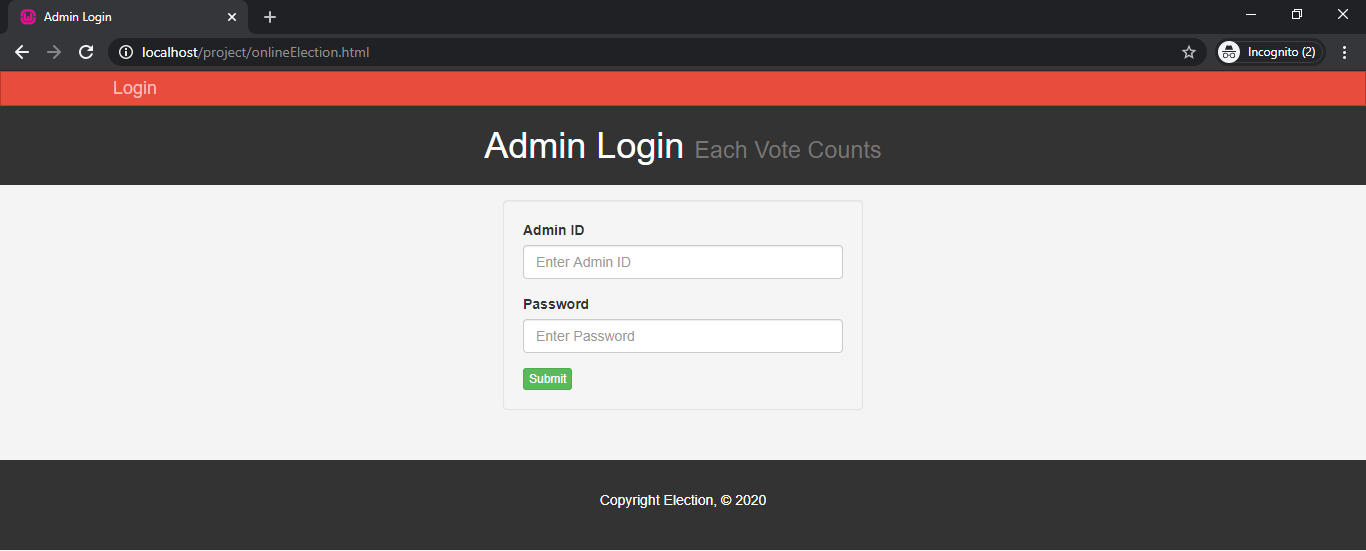 Admin Login
localhost/project/onlineElection.html
Incognito (2)
Login
Admin Login Each Vote Counts
Admin ID
Enter Admin ID
Password
Enter Password
Submit
Copyright Election, © 2020